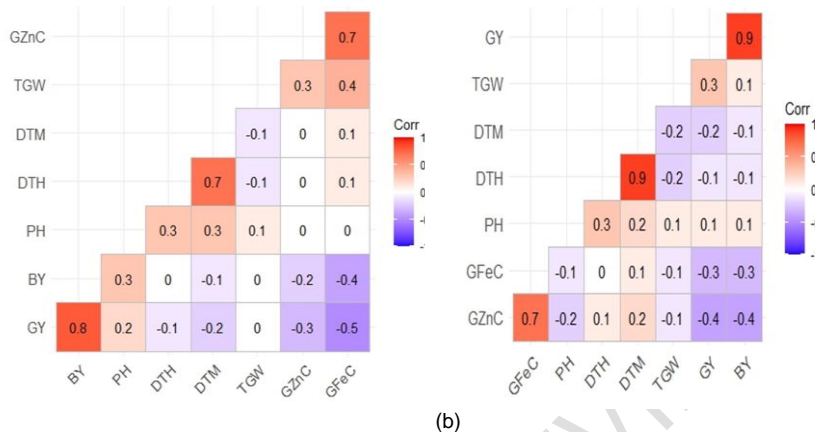 GZnC 0.7
TGW 0.3 0.4
DTM -0.1 0 0.1
DTH 0.7 -0.1 0 0.1
PH 0.3 0.3 0.1 0 0
BY 0.3 0 -0.1 0 -0.2 -0.4
GY 0.8 0.2 -0.1 -0.2 0 -0.3 -0.5
BY PH DTH DTM TGW GZnC GFeC
Corr
1
0
0
-0
-1
GY 0.9
TGW 0.3 0.1
DTM -0.2 -0.2 -0.1
DTH 0.9 -0.2 -0.1 -0.1
PH 0.3 0.2 0.1 0.1 0.1
GFeC -0.1 0 0.1 -0.1 -0.3 -0.3
GZnC 0.7 -0.2 0.1 0.2 -0.1 -0.4 -0.4
GFeC PH DTH DTM TGW GY BY
Corr
(b)